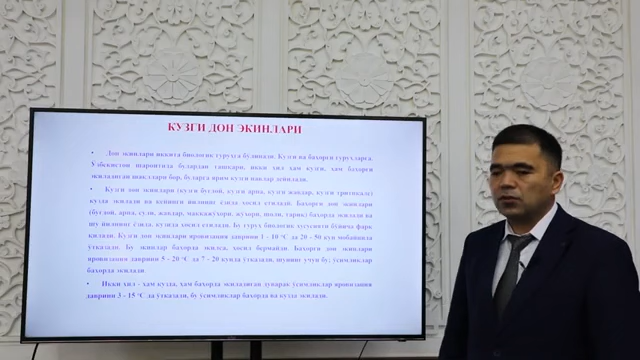 КУЗГИ ДОН ЭКИНЛАРИ
• Дон экинлари иккита биологик гуруҳга бўлинади: Кузги ва баҳорги гуруҳларга.
Ўзбекистон шароитида булардан ташқари, икки хил ҳам кузги, ҳам баҳорги
экиладиган шакллари бор, буларга ярим кузги навлар дейилади.
• Кузги дон экинлари (кузги буғдой, кузги арпа, кузги жавдар, кузги тритикале)
кузда экилади ва кейинги йилнинг ёзида ҳосил етилади. Баҳорги дон экинлари
(буғдой, арпа, сули, жавдар, маккажўхори, жўхори, шоли, тариқ) баҳорда экилади ва
шу йилнинг ёзида, кузида ҳосил етилади. Бу гуруҳ биологик хусусияти бўйича фарқ
қилади. Кузги дон экинлари яровизация даврини 1 - 10 °С да 20 - 50 кун мобайнида
ўтказади. Бу экинлар баҳорда экилса, ҳосил бермайди. Баҳорги дон экинлари
яровизация даврини 5 - 20 °С да 7 - 20 кунда ўтказади, шунинг учун бу ўсимликлар
баҳорда экилади
• Икки хил - ҳам кузда, ҳам баҳорда экиладиган дуварак ўсимликлар яровизация
даврини 3 - 15 °С да ўтказади, бу ўсимликлар баҳорда ва кузда экилади.